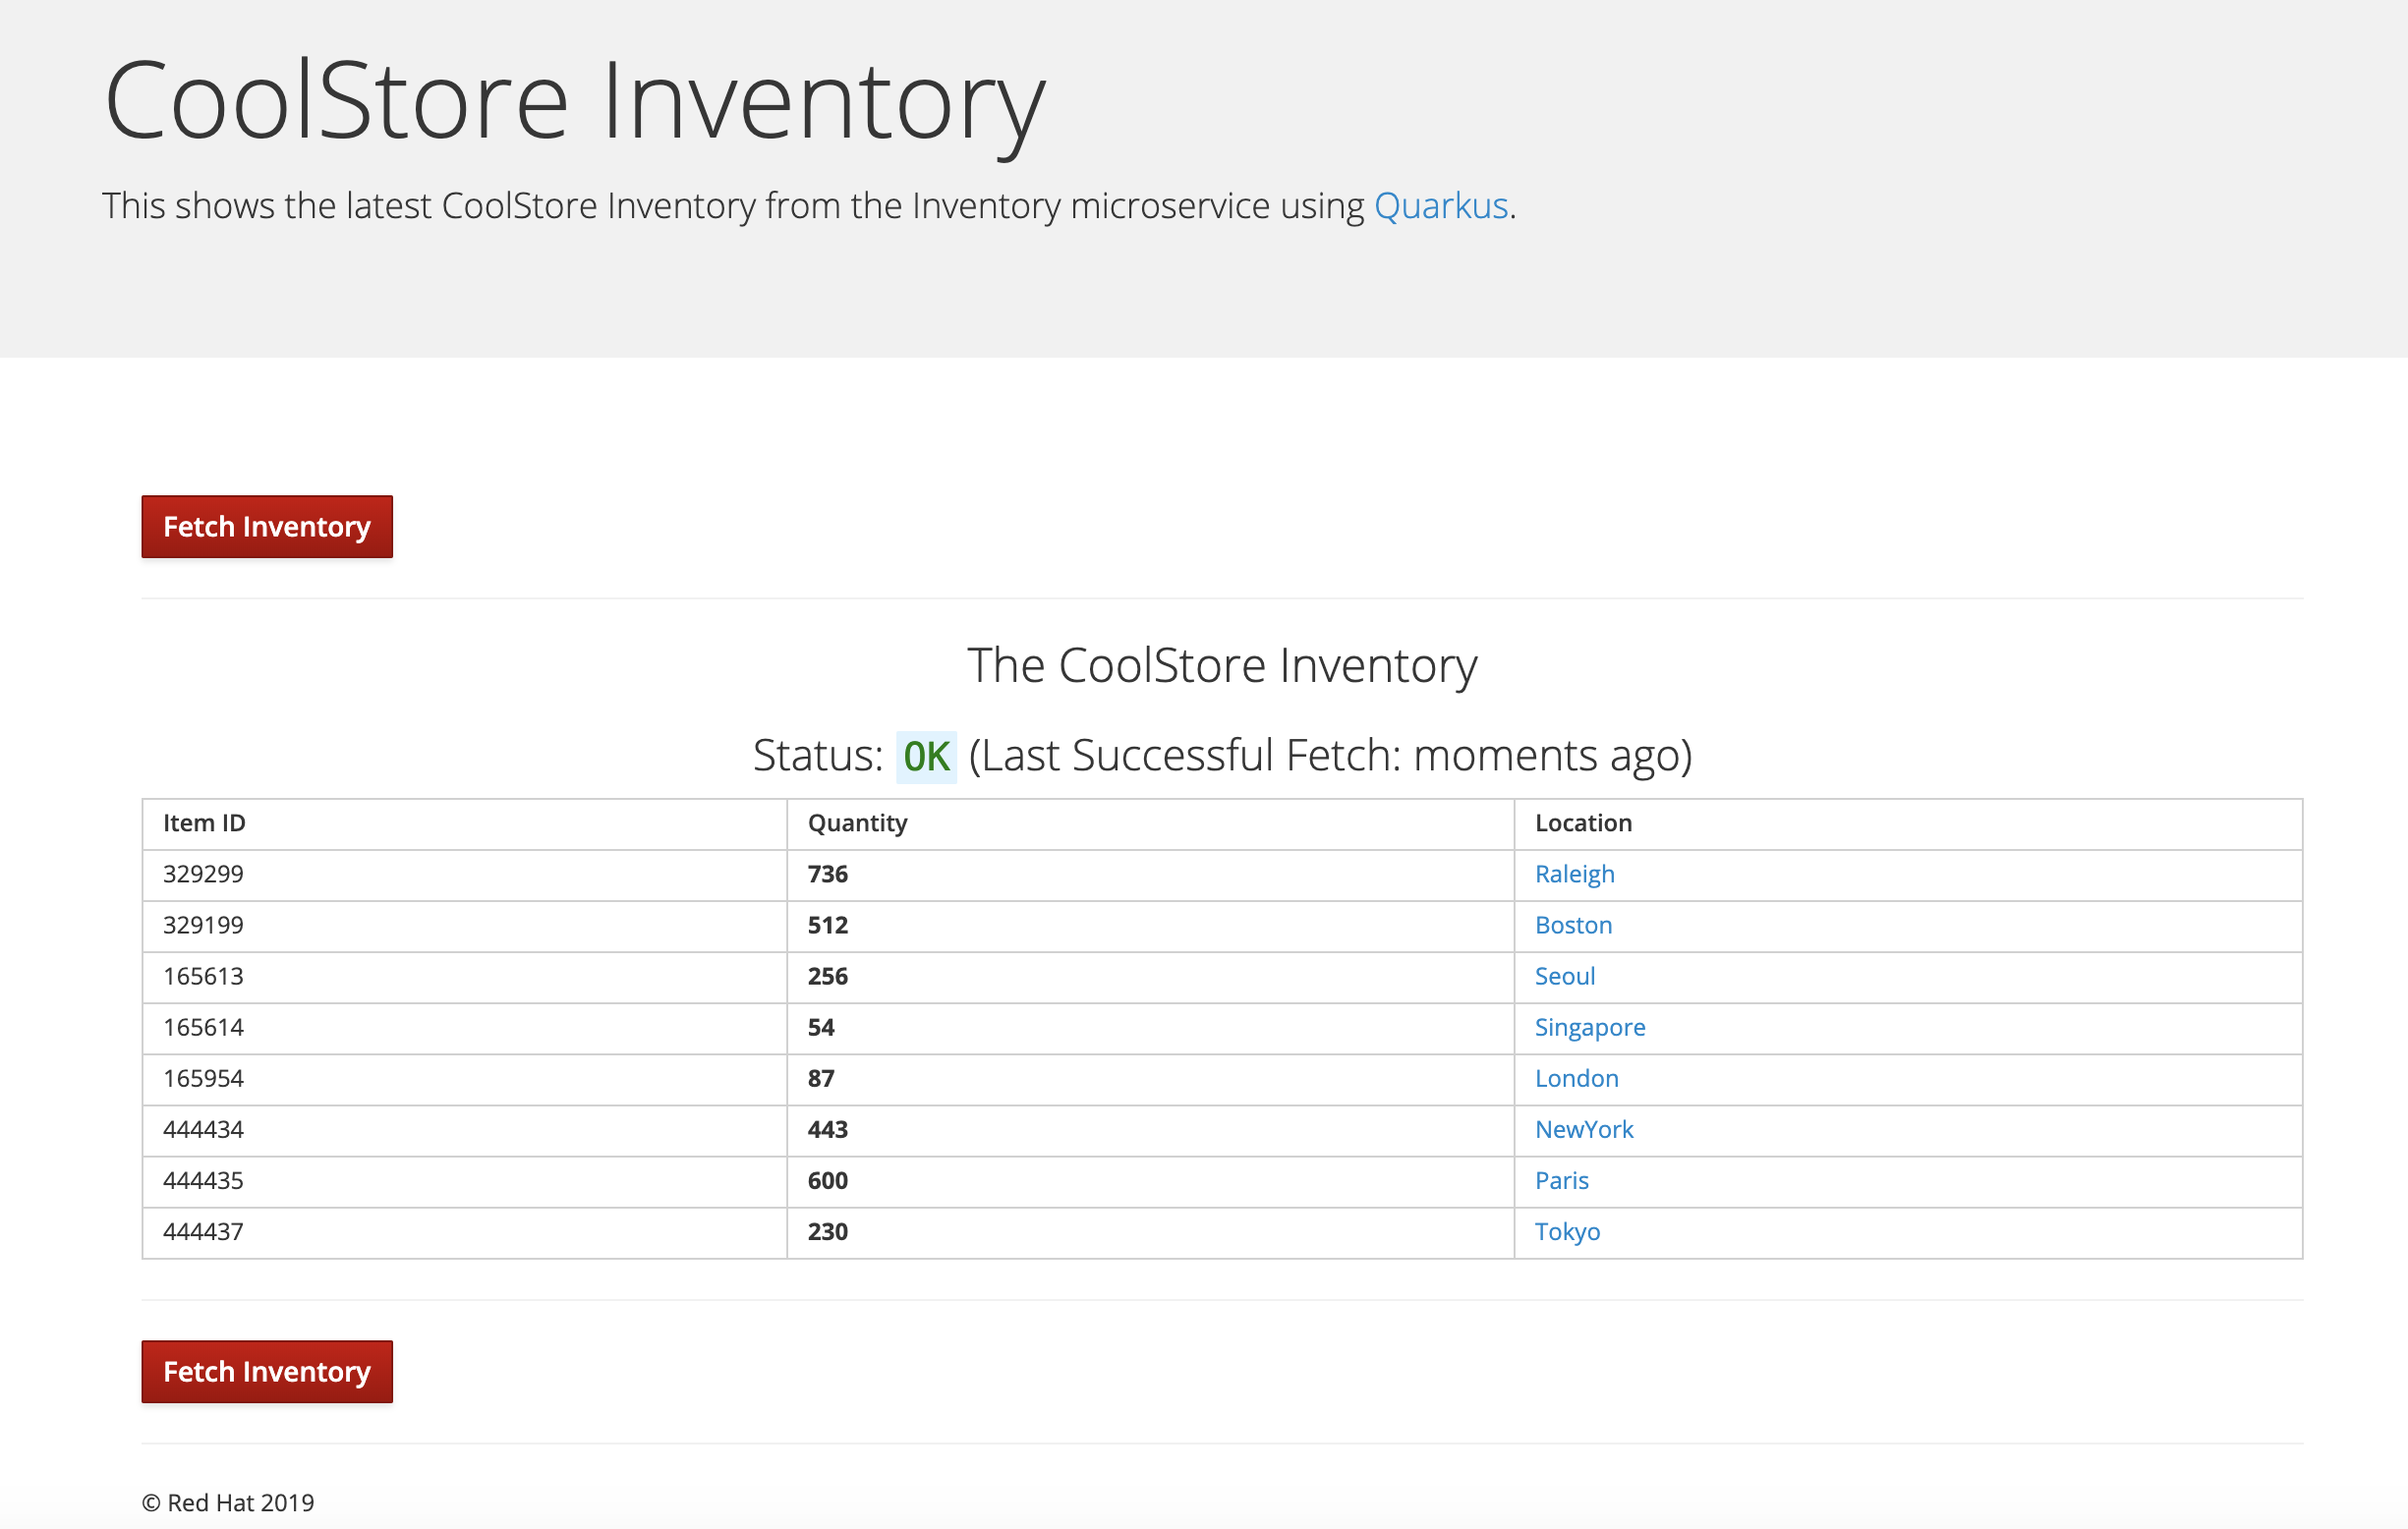 CoolStore Inventory
This shows the latest CoolStore Inventory from the Inventory microservice using Quarkus.
Fetch Inventory
The CoolStore Inventory
Status: OK (Last Successful Fetch: moments ago)
Item ID Quantity Location
329299 736 Raleigh
329199 512 Boston
165613 256 Seoul
165614 54 Singapore
165954 87 London
444434 443 NewYork
444435 600 Paris
444437 230 Tokyo
Fetch Inventory
© Red Hat 2019